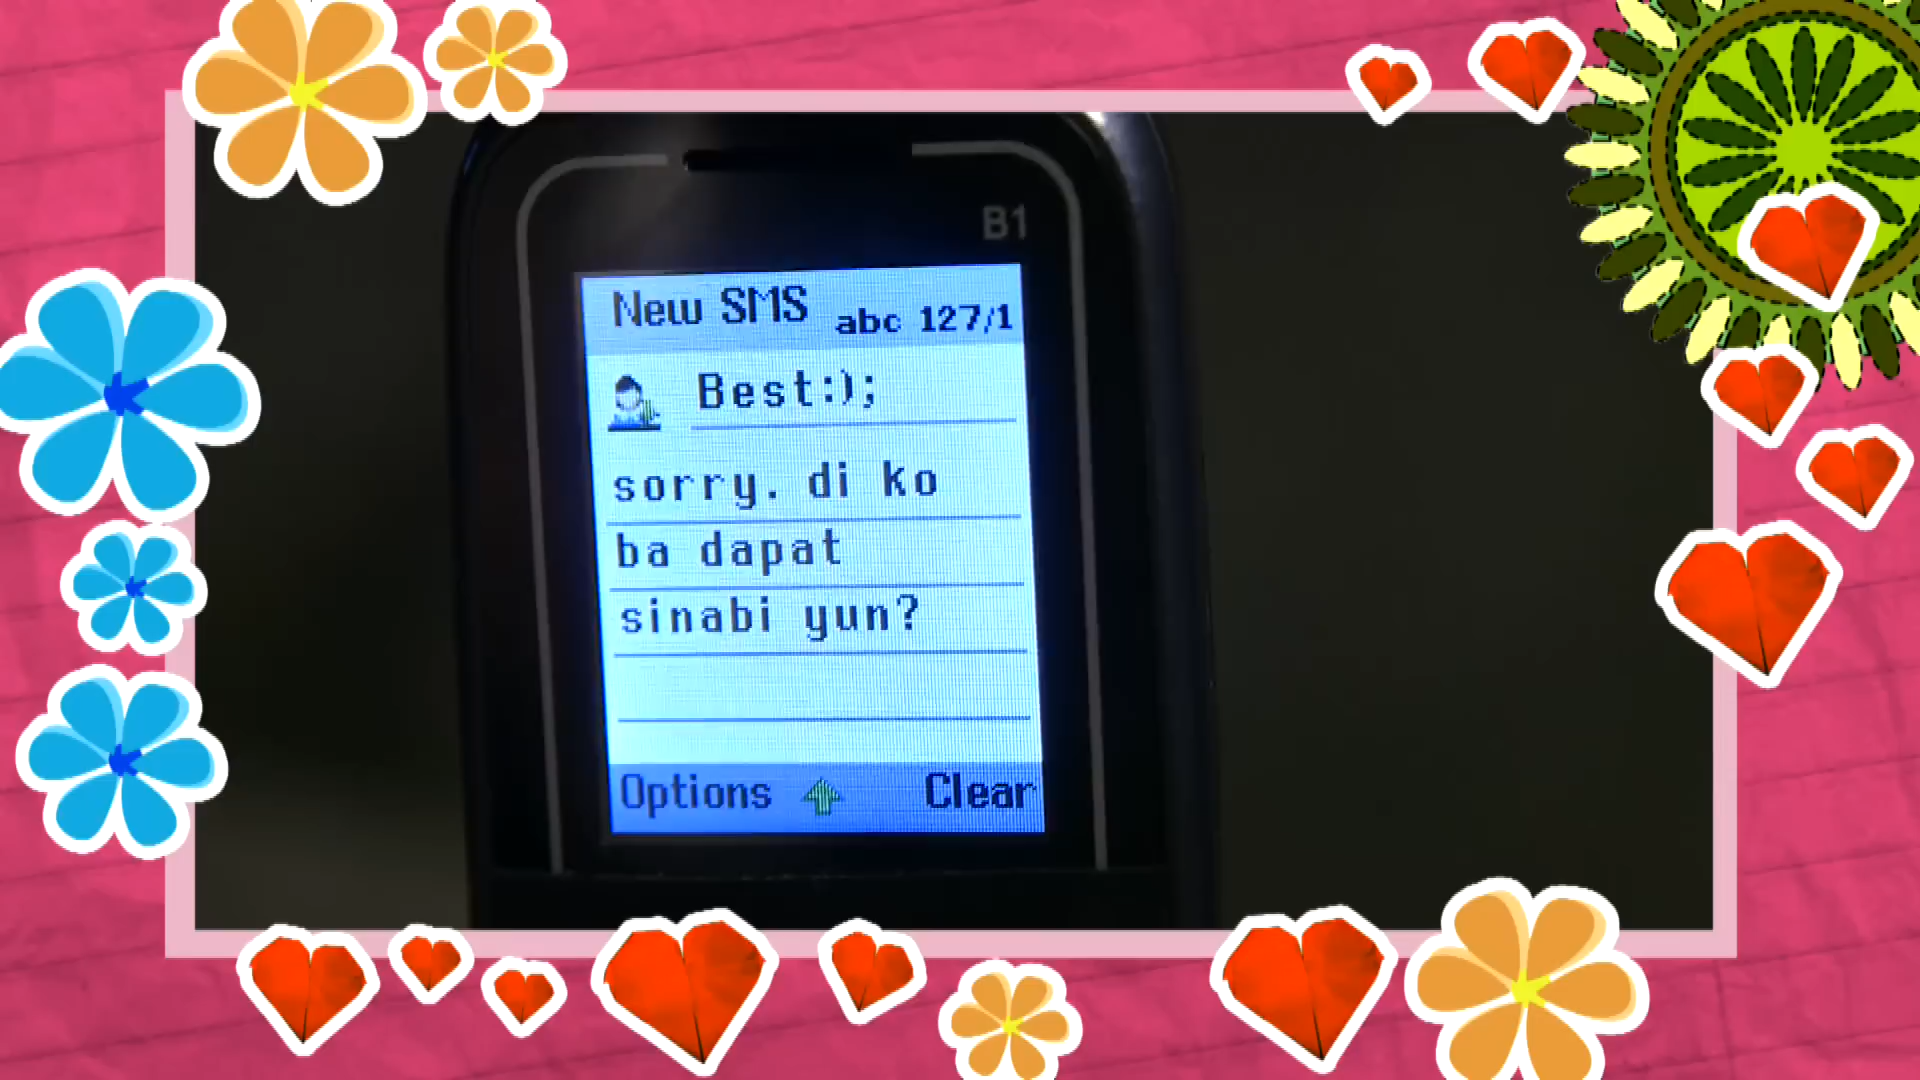 B1
New SMS abc 127/1
Best:);
sorry. di ko
ba dapat
sinabi yun?
Options Clear